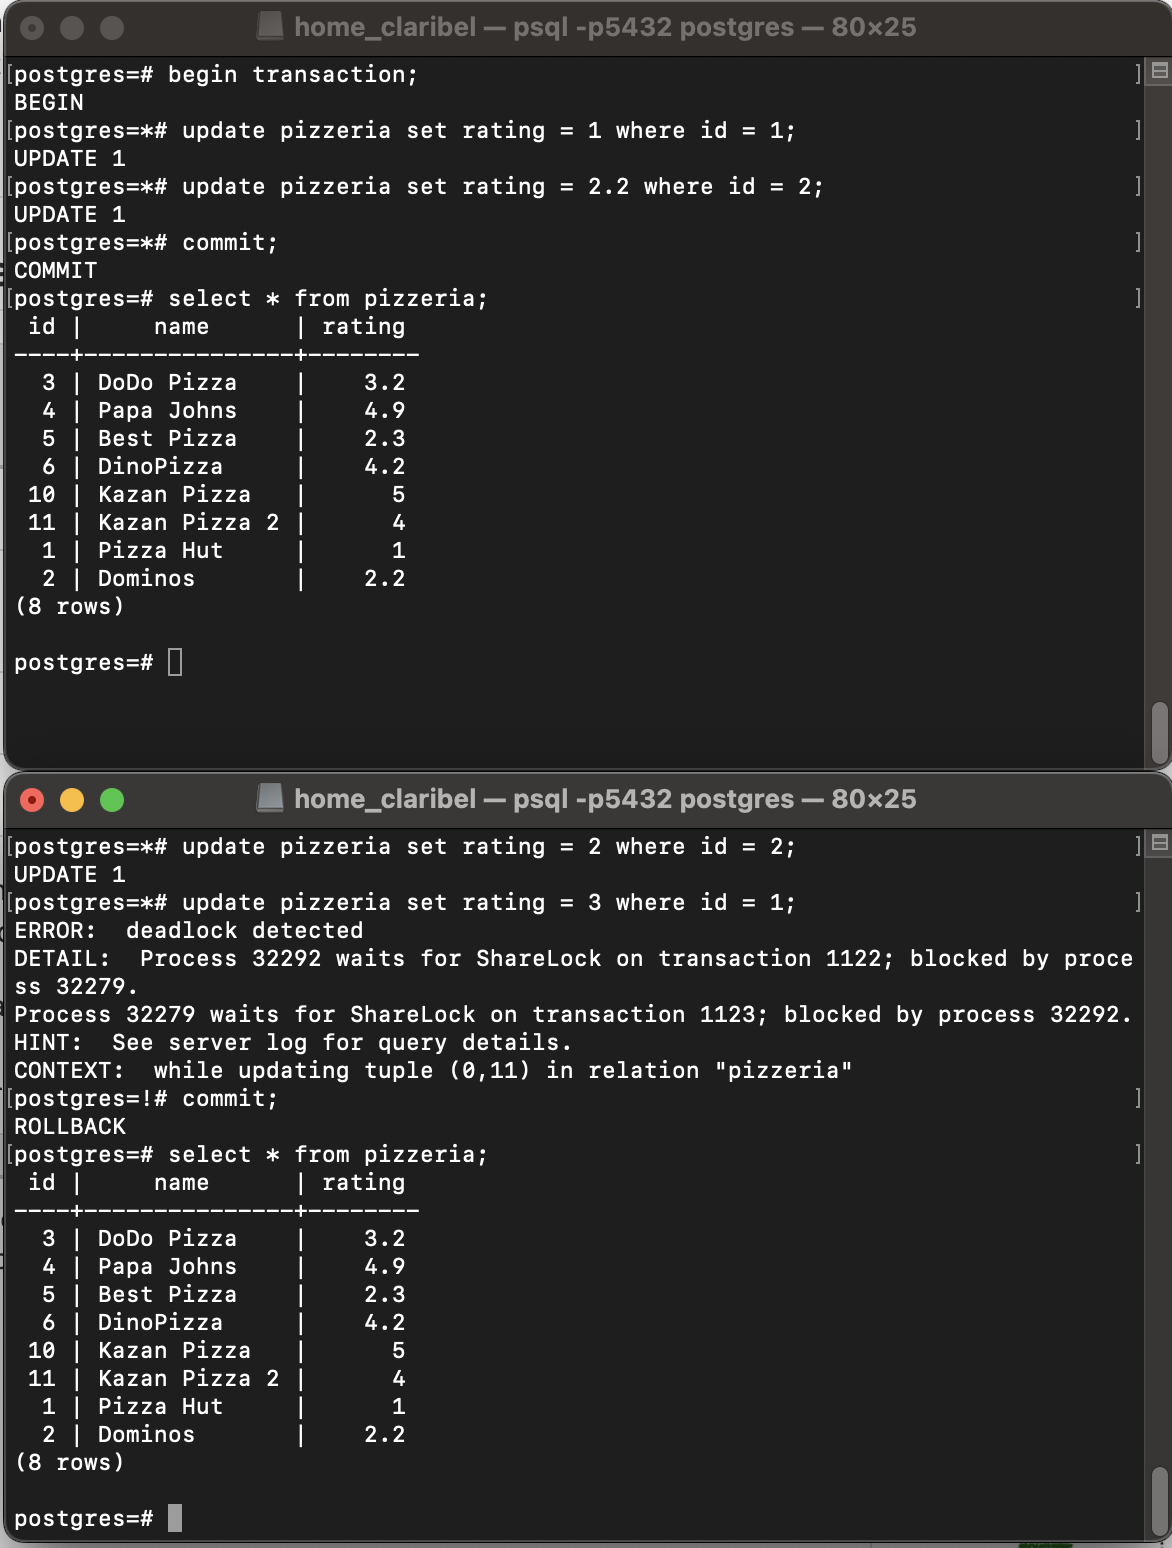 home_claribel — psql -p5432 postgres — 80×25
[postgres=# begin transaction; ]
BEGIN
[postgres=*# update pizzeria set rating = 1 where id = 1; ]
UPDATE 1
[postgres=*# update pizzeria set rating = 2.2 where id = 2; ]
UPDATE 1
[postgres=*# commit; ]
COMMIT
[postgres=# select * from pizzeria; ]
 id |     name      | rating
----+---------------+--------
  3 | DoDo Pizza    |    3.2
  4 | Papa Johns    |    4.9
  5 | Best Pizza    |    2.3
  6 | DinoPizza     |    4.2
 10 | Kazan Pizza   |      5
 11 | Kazan Pizza 2 |      4
  1 | Pizza Hut     |      1
  2 | Dominos       |    2.2
(8 rows)
postgres=#
home_claribel — psql -p5432 postgres — 80×25
[postgres=*# update pizzeria set rating = 2 where id = 2; ]
UPDATE 1
[postgres=*# update pizzeria set rating = 3 where id = 1; ]
ERROR:  deadlock detected
DETAIL:  Process 32292 waits for ShareLock on transaction 1122; blocked by proce
ss 32279.
Process 32279 waits for ShareLock on transaction 1123; blocked by process 32292.
HINT:  See server log for query details.
CONTEXT:  while updating tuple (0,11) in relation "pizzeria"
[postgres=!# commit; ]
ROLLBACK
[postgres=# select * from pizzeria; ]
 id |     name      | rating
----+---------------+--------
  3 | DoDo Pizza    |    3.2
  4 | Papa Johns    |    4.9
  5 | Best Pizza    |    2.3
  6 | DinoPizza     |    4.2
 10 | Kazan Pizza   |      5
 11 | Kazan Pizza 2 |      4
  1 | Pizza Hut     |      1
  2 | Dominos       |    2.2
(8 rows)
postgres=#